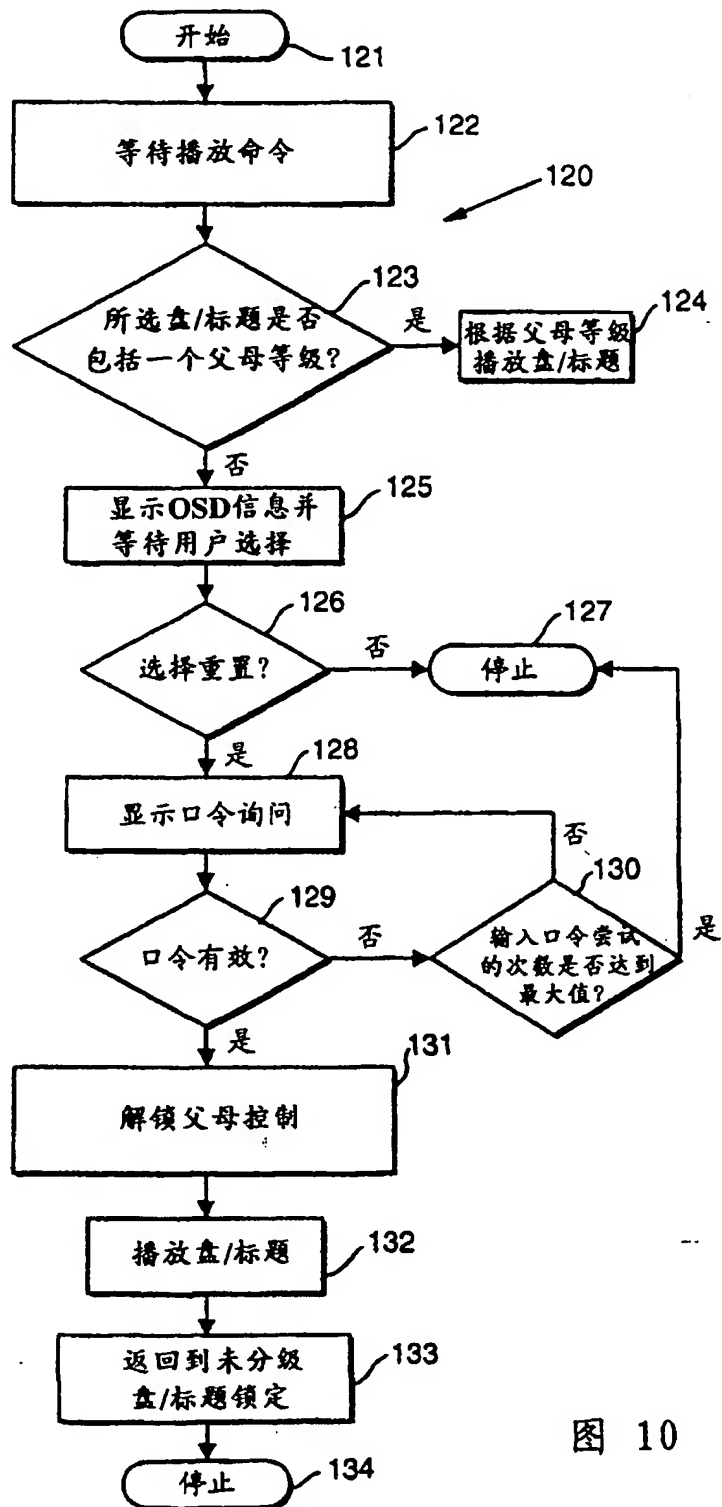 开始
121
等待播放命令
122
120
所选盘/标题是否
包括一个父母等级?
123
是
根据父母等级
播放盘/标题
124
否
显示OSD信息并
等待用户选择
125
选择重置?
126
否
停止
127
是
显示口令询问
128
口令有效?
129
否
输入口令尝试
的次数是否达到
最大值?
130
否
是
是
解锁父母控制
131
播放盘/标题
132
返回到未分级
盘/标题锁定
133
停止
134
图 10